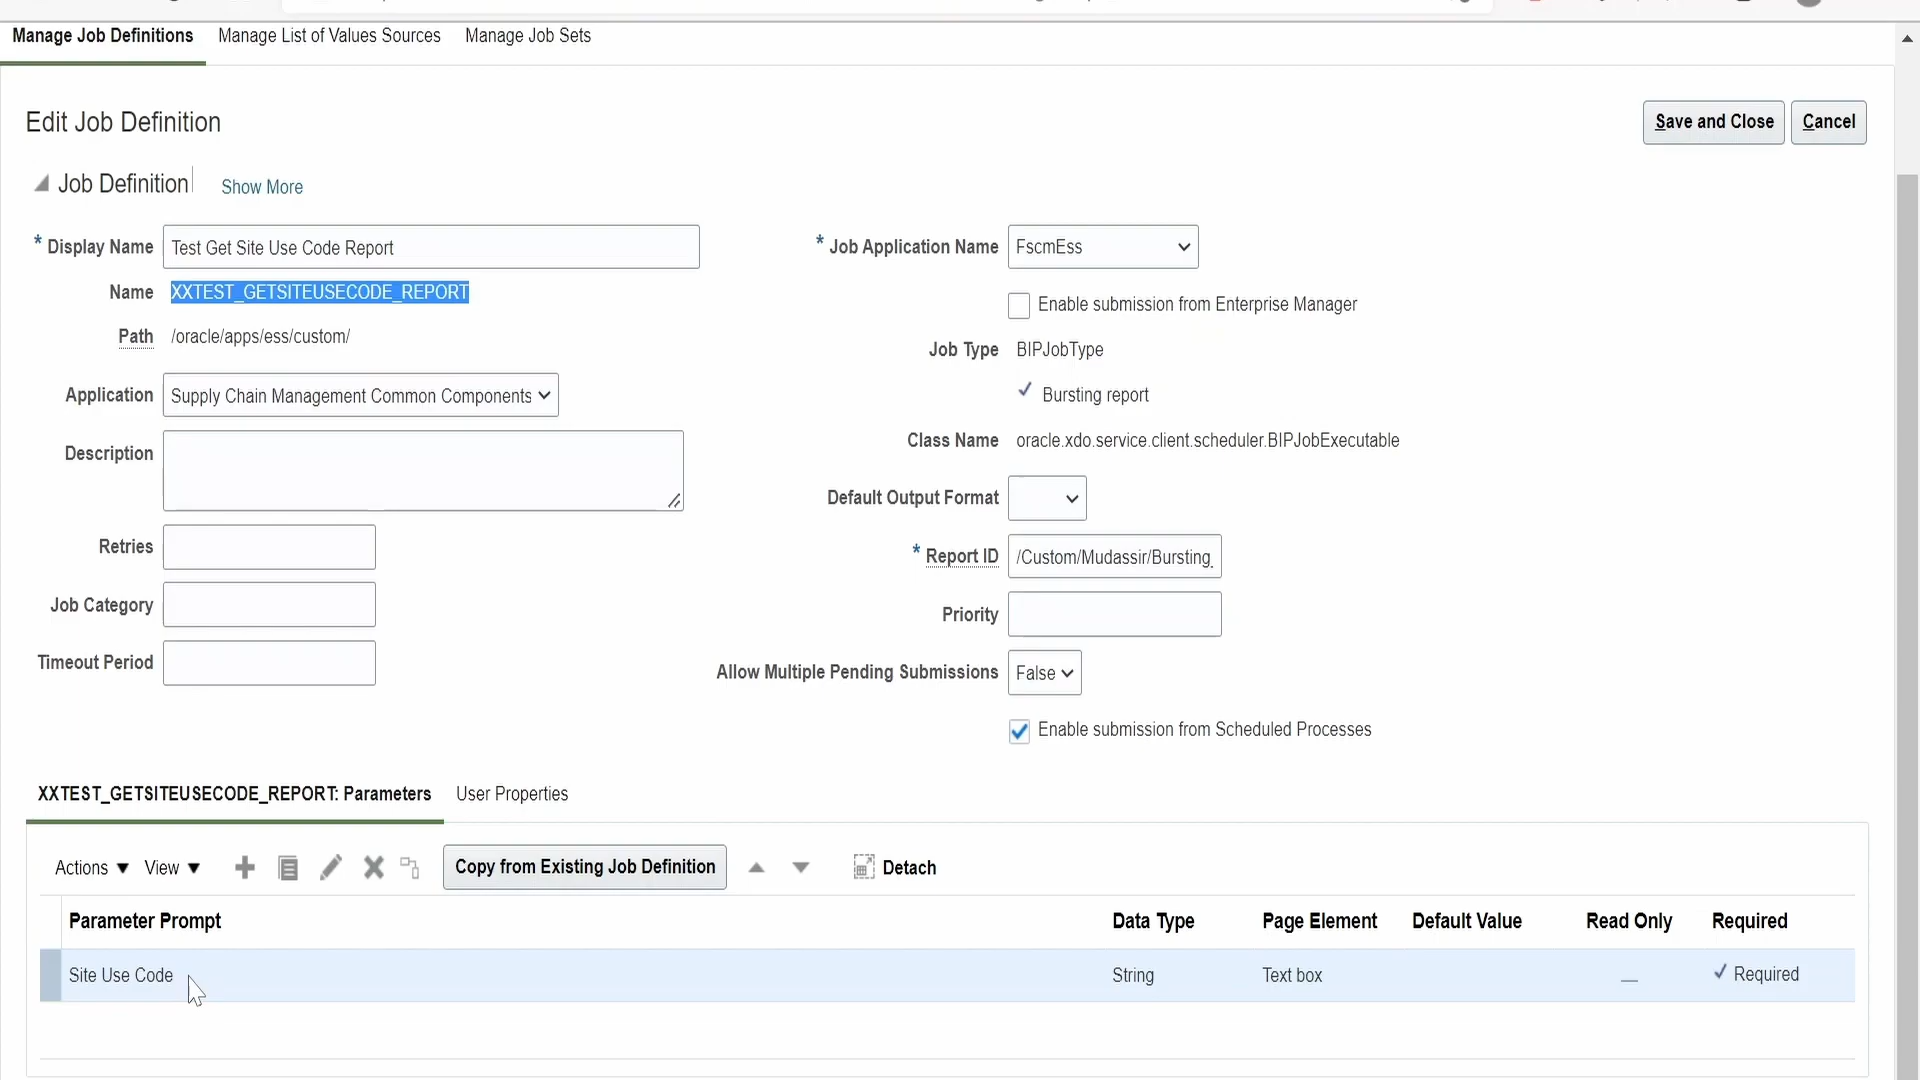 Manage Job Definitions Manage List of Values Sources Manage Job Sets
Edit Job Definition
Save and Close Cancel
Job Definition Show More
* Display Name Test Get Site Use Code Report
Name XXTEST_GETSITEUSECODE_REPORT
Path /oracle/apps/ess/custom/
Application Supply Chain Management Common Components
Description
Retries
Job Category
Timeout Period
* Job Application Name FscmEss
Enable submission from Enterprise Manager
Job Type BIPJobType
Bursting report
Class Name oracle.xdo.service.client.scheduler.BIPJobExecutable
Default Output Format
* Report ID /Custom/Mudassir/Bursting_
Priority
Allow Multiple Pending Submissions False
Enable submission from Scheduled Processes
XXTEST_GETSITEUSECODE_REPORT: Parameters User Properties
Actions View Copy from Existing Job Definition Detach
Parameter Prompt Data Type Page Element Default Value Read Only Required
Site Use Code String Text box Required